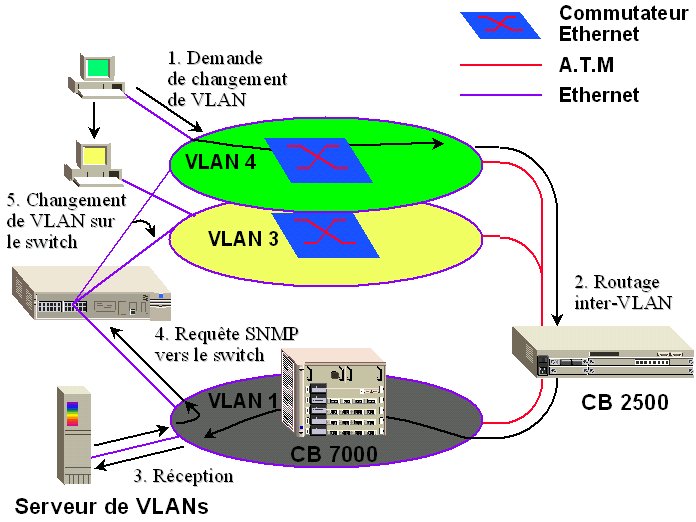 Commutateur
Ethernet
A.T.M
Ethernet
1. Demande
de changement
de VLAN
VLAN 4
5. Changement
de VLAN sur
le switch
VLAN 3
2. Routage
inter-VLAN
4. Requête SNMP
vers le switch
VLAN 1
CB 7000
CB 2500
3. Réception
Serveur de VLANs